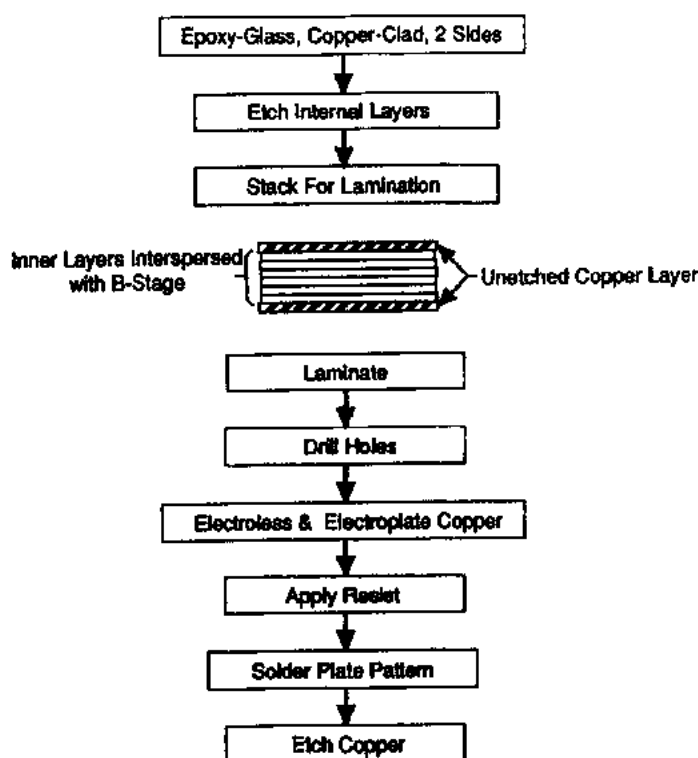 Epoxy-Glass, Copper-Clad, 2 Sides
Etch Internal Layers
Stack For Lamination
Inner Layers Interspersed
with B-Stage
Unetched Copper Layer
Laminate
Drill Holes
Electroless & Electroplate Copper
Apply Resist
Solder Plate Pattern
Etch Copper